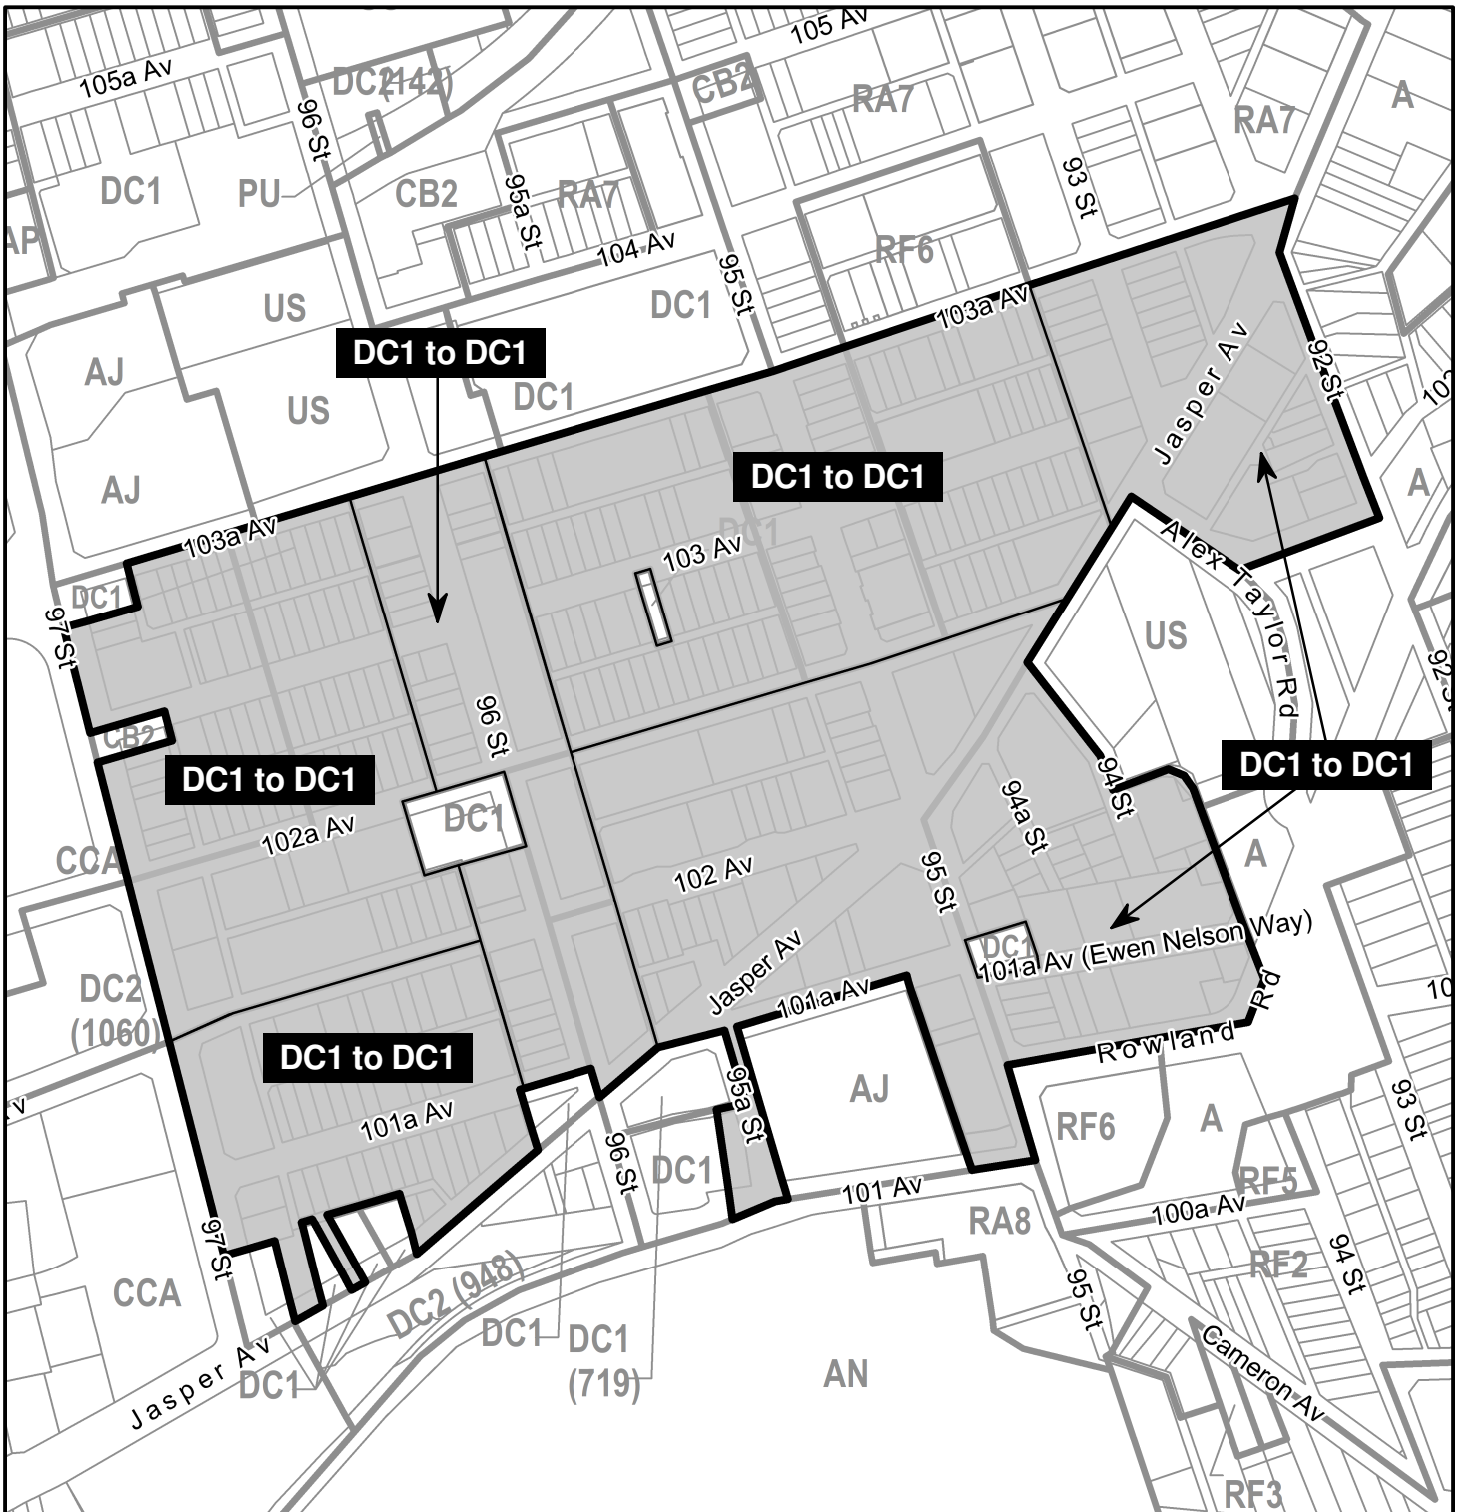 105 Av
105a Av
DC2(142)
CB2
RA7
RA7
A
96 St
DC1
PU
CB2
95a St
RA7
93 St
AP
104 Av
RF6
95 St
US
DC1
103a Av
DC1 to DC1
AJ
US
DC1
Jasper Av
92 St
102
AJ
DC1 to DC1
A
103a Av
DC1
103 Av
Alex Taylor Rd
DC1
97 St
US
92 St
96 St
CB2
DC1 to DC1
DC1 to DC1
94 St
DC1
94a St
102a Av
CCA
A
102 Av
95 St
DC2
(1060)
DC1
101a Av (Ewen Nelson Way)
Jasper Av
101a Av
10
Rowland Rd
DC1 to DC1
AJ
95a St
93 St
v
101a Av
RF6
A
96 St
DC1
RF5
101 Av
RA8
100a Av
97 St
RF2
94 St
CCA
DC2 (948)
95 St
DC1
DC1
(719)
Jasper Av
DC1
AN
Cameron Av
RF3